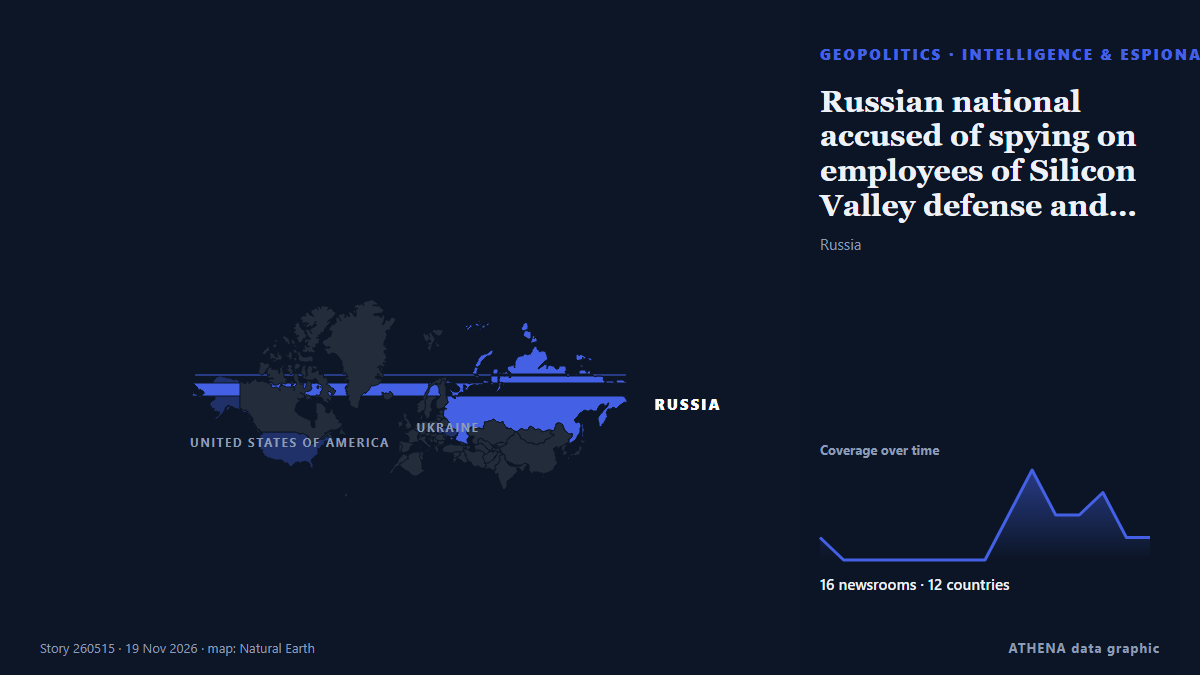 GEOPOLITICS · INTELLIGENCE & ESPIONA
Russian national
accused of spying on
employees of Silicon
Valley defense and...
Russia
RUSSIA
UKRAINE
UNITED STATES OF AMERICA
Coverage over time
16 newsrooms · 12 countries
Story 260515 · 19 Nov 2026 · map: Natural Earth
ATHENA data graphic